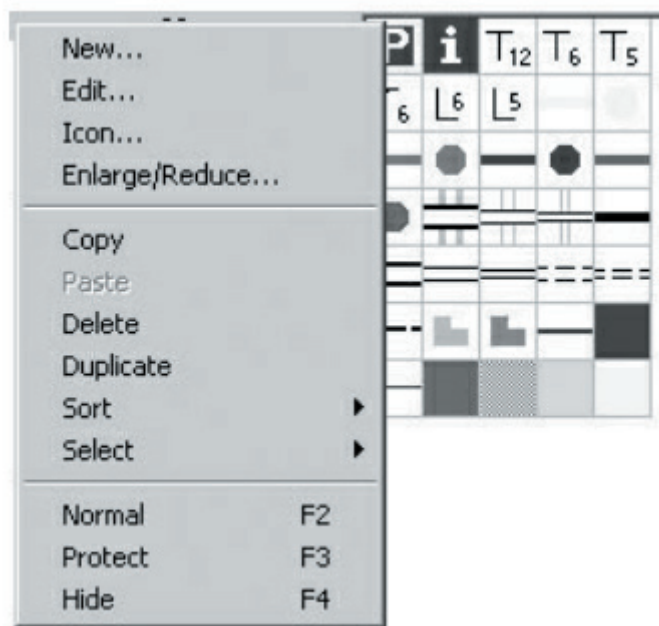 New...
Edit...
Icon...
Enlarge/Reduce...
Copy
Paste
Delete
Duplicate
Sort
Select
Normal F2
Protect F3
Hide F4
P i T12 T6 T5
6 L6 L5